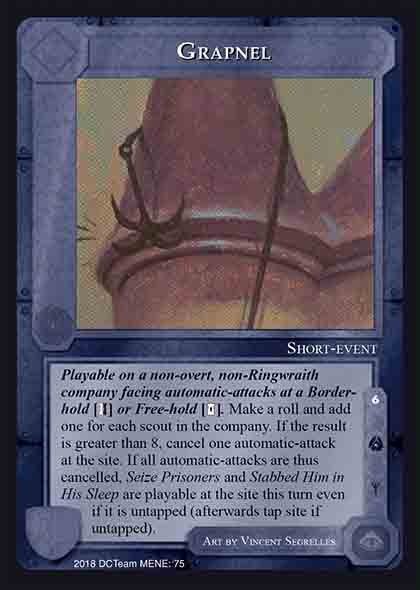 GRAPNEL
SHORT-EVENT
Playable on a non-overt, non-Ringwraith
company facing automatic-attacks at a Border-
hold [ ] or Free-hold [ ]. Make a roll and add
one for each scout in the company. If the result
is greater than 8, cancel one automatic-attack
at the site. If all automatic-attacks are thus
cancelled, Seize Prisoners and Stabbed Him in
His Sleep are playable at the site this turn even
if it is untapped (afterwards tap site if
untapped).
6
ART BY VINCENT SEGRELLES
2018 DCTeam MENE: 75